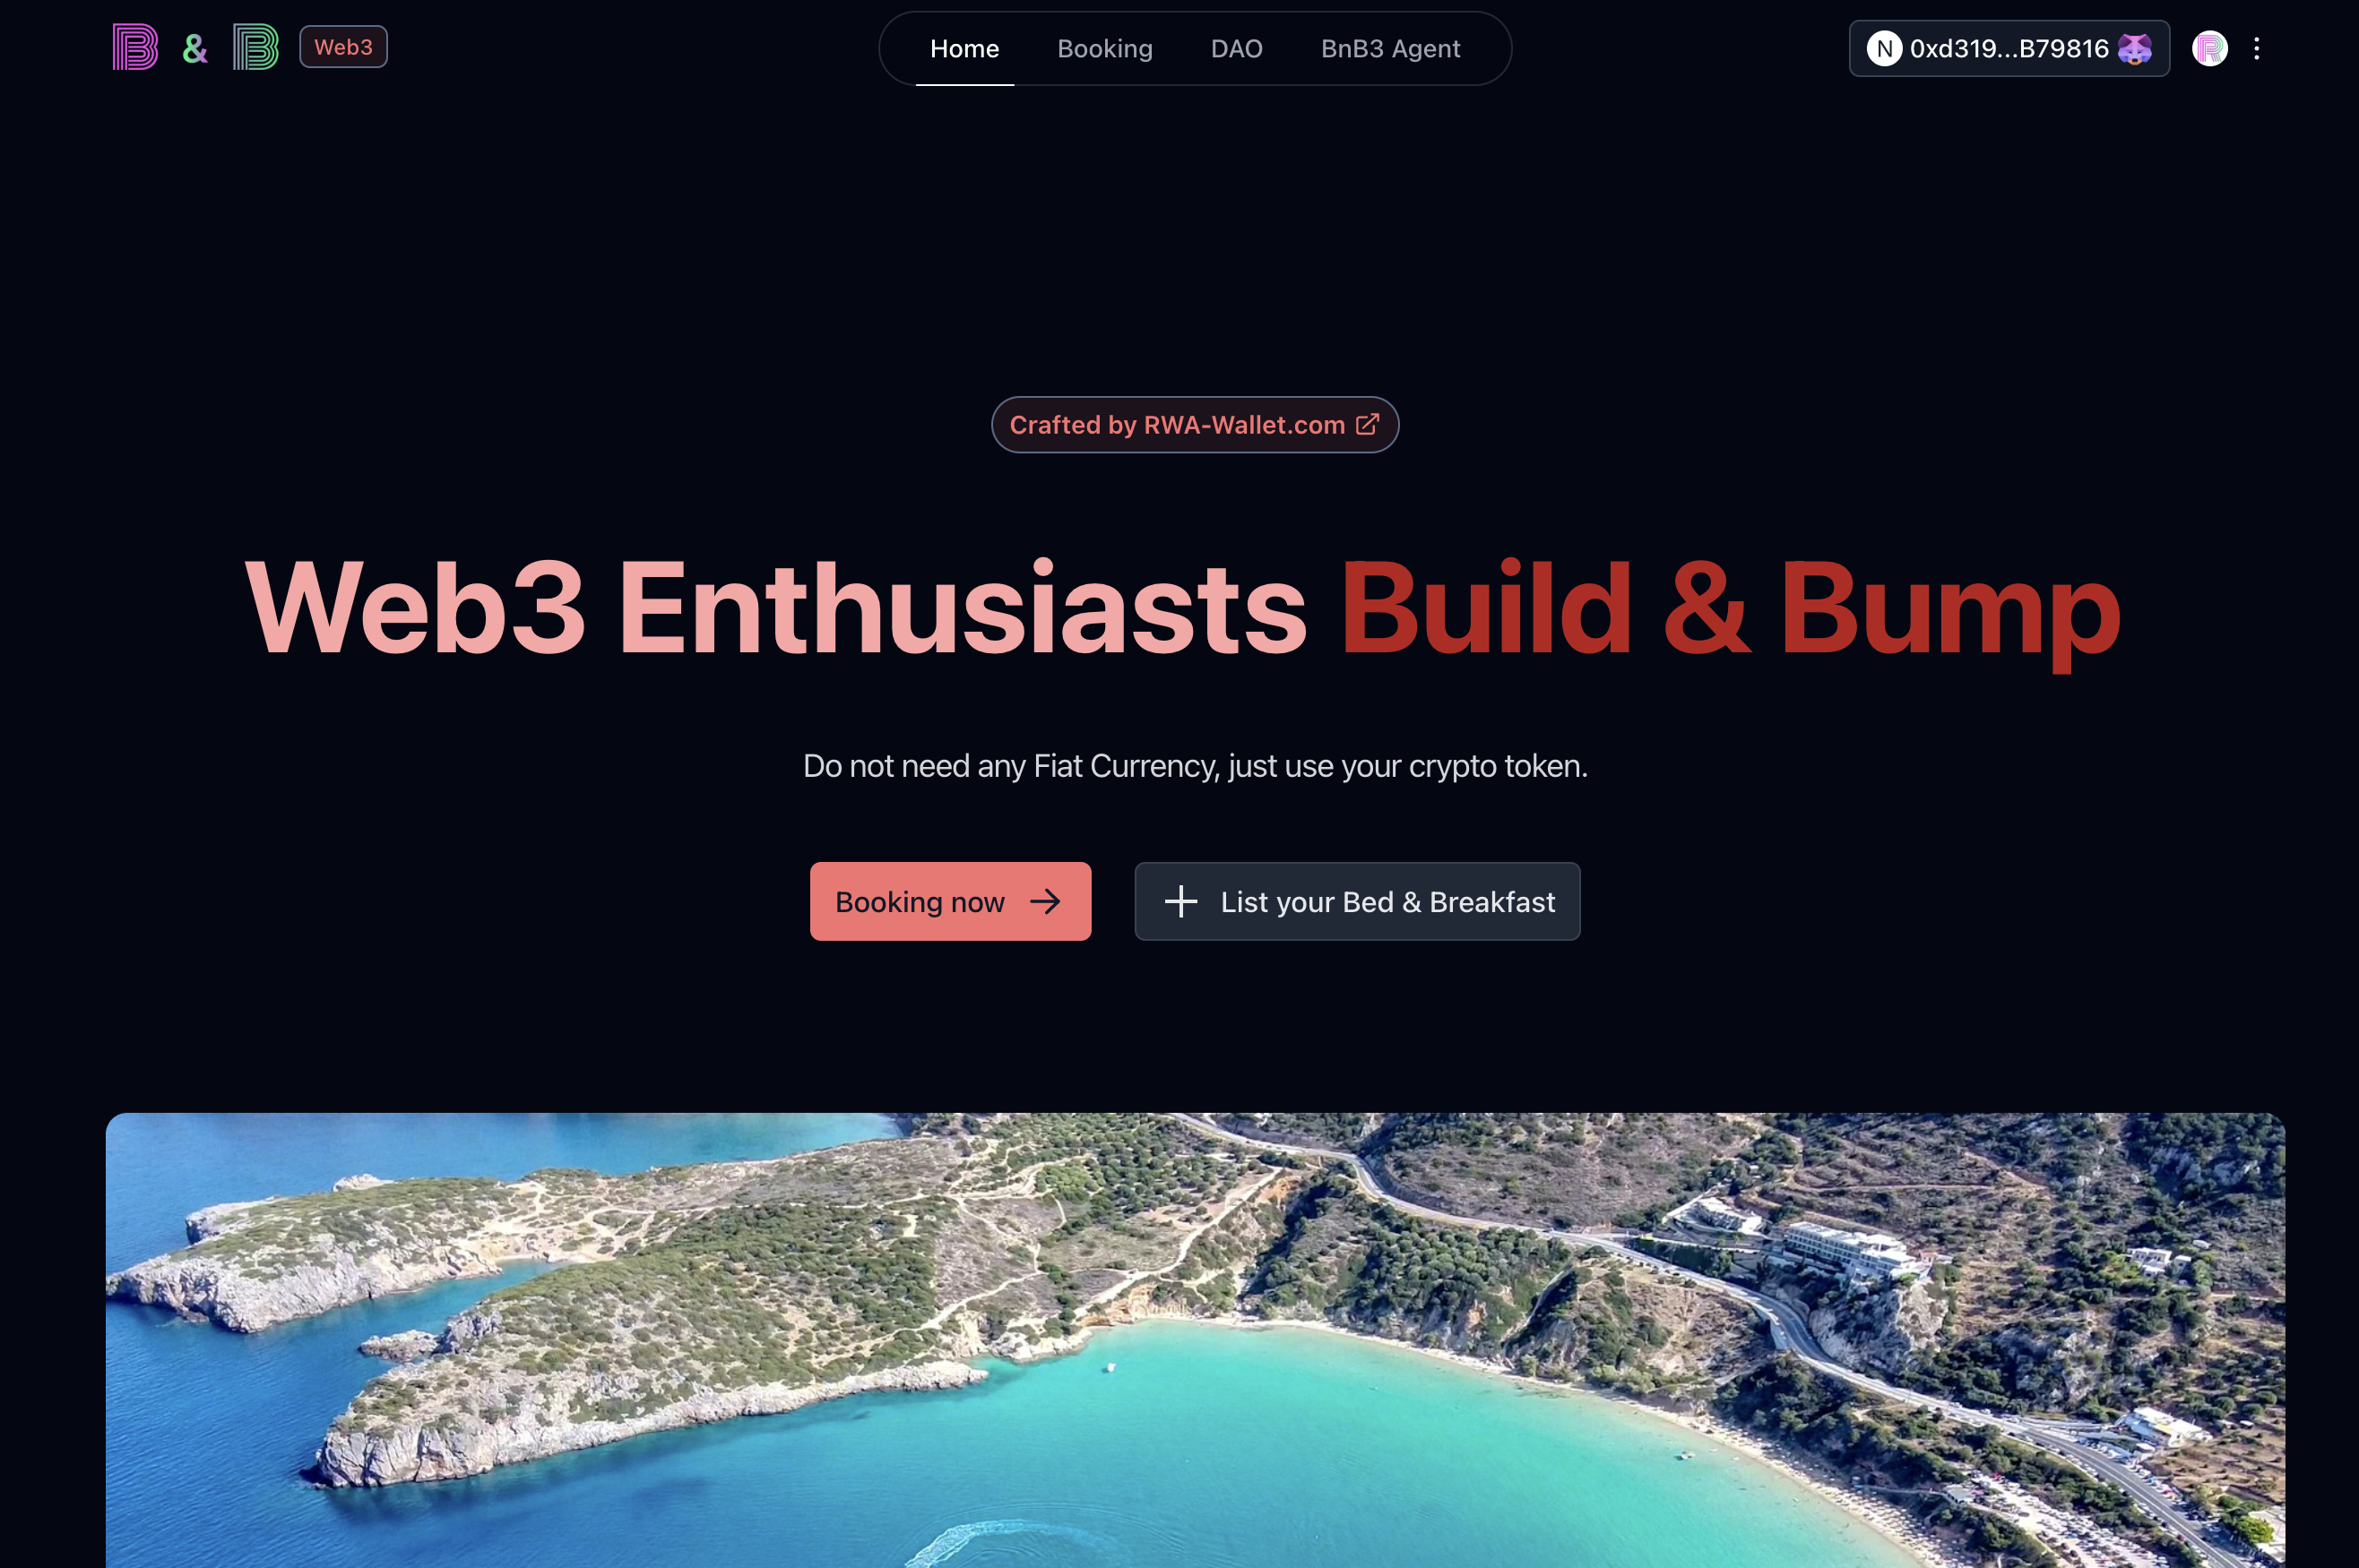 B & B Web3
Home Booking DAO BnB3 Agent
N 0xd319...B79816 R
Crafted by RWA-Wallet.com
Web3 Enthusiasts Build & Bump
Do not need any Fiat Currency, just use your crypto token.
Booking now
List your Bed & Breakfast